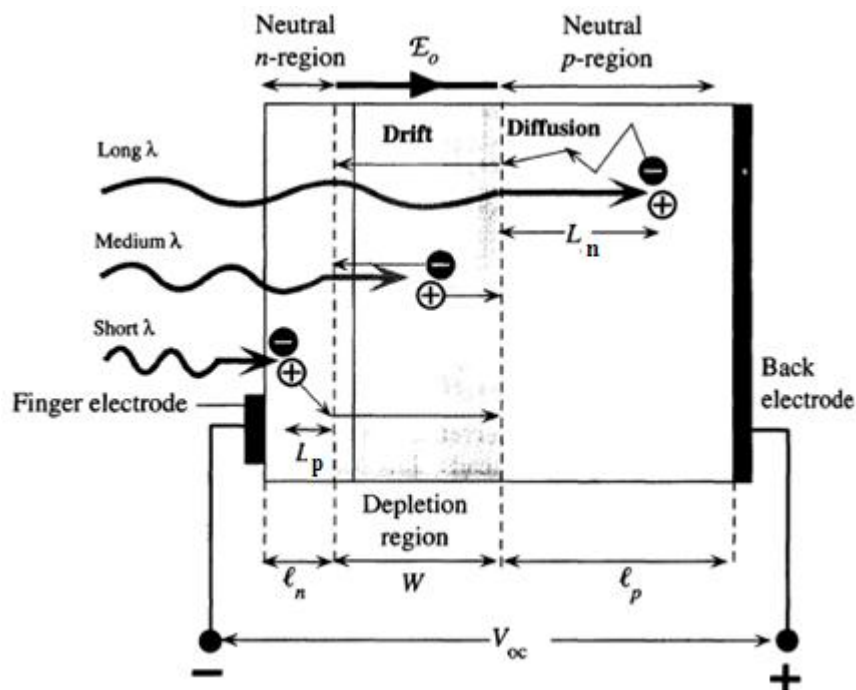 Neutral
n-region
ℰo
Neutral
p-region
Drift
Diffusion
Long λ
−
+
Ln
Medium λ
−
+
Short λ
−
+
Finger electrode
Lp
Back
electrode
Depletion
region
ℓn
W
ℓp
Voc
−
+